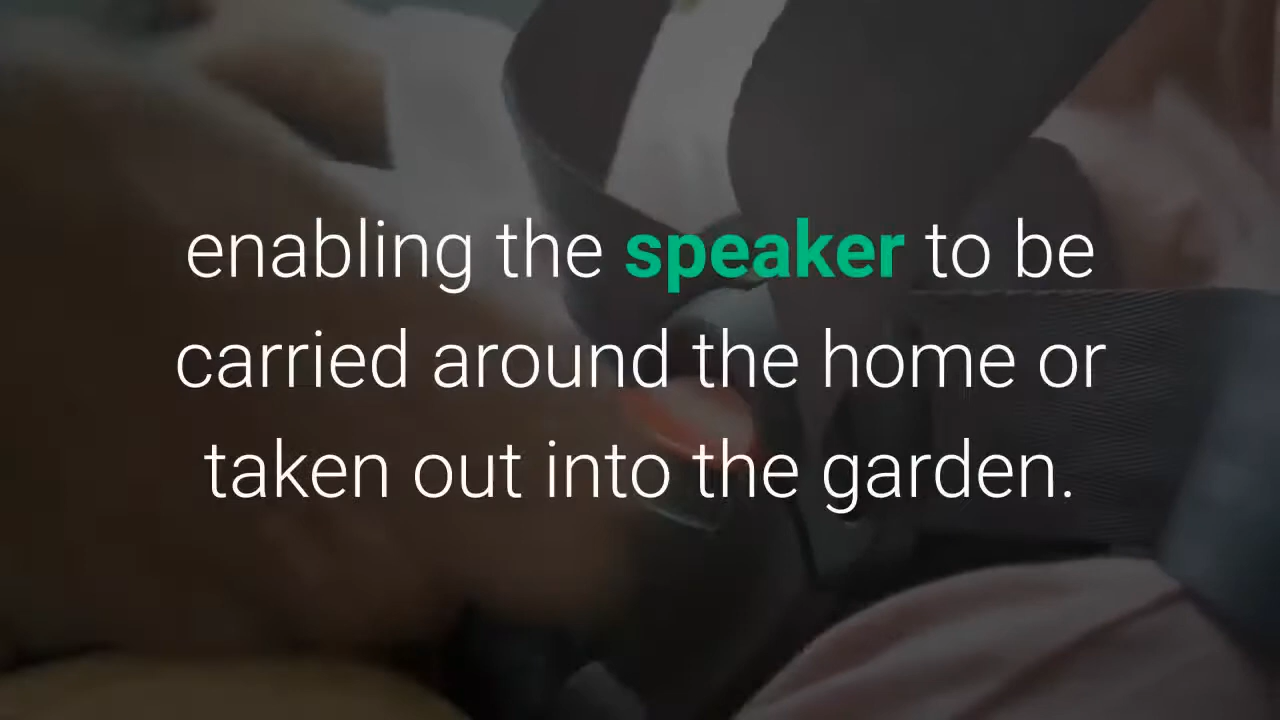 enabling the speaker to be
carried around the home or
taken out into the garden.